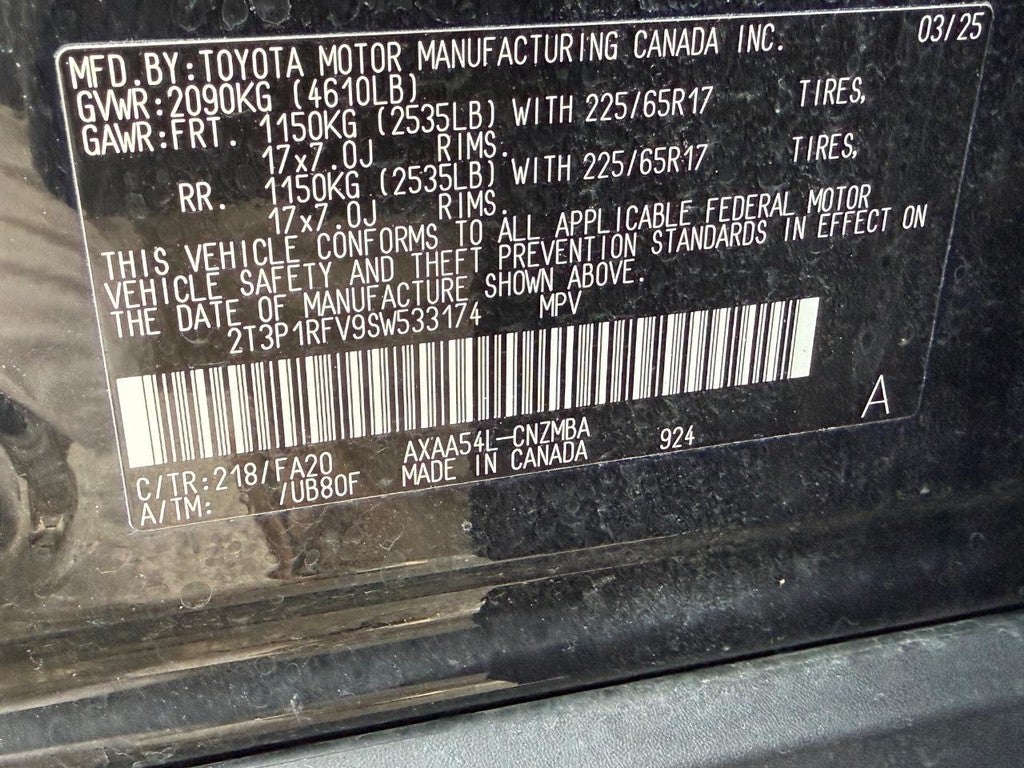 MFD.BY:TOYOTA MOTOR MANUFACTURING CANADA INC. 03/25
GVWR:2090KG (4610LB)
GAWR:FRT. 1150KG (2535LB) WITH 225/65R17 TIRES,
17x7.0J RIMS.
RR. 1150KG (2535LB) WITH 225/65R17 TIRES,
17x7.0J RIMS.
THIS VEHICLE CONFORMS TO ALL APPLICABLE FEDERAL MOTOR
VEHICLE SAFETY AND THEFT PREVENTION STANDARDS IN EFFECT ON
THE DATE OF MANUFACTURE SHOWN ABOVE.
2T3P1RFV9SW533174 MPV
A
C/TR:218/FA20 AXAA54L-CNZMBA 924
A/TM: /UB80F MADE IN CANADA